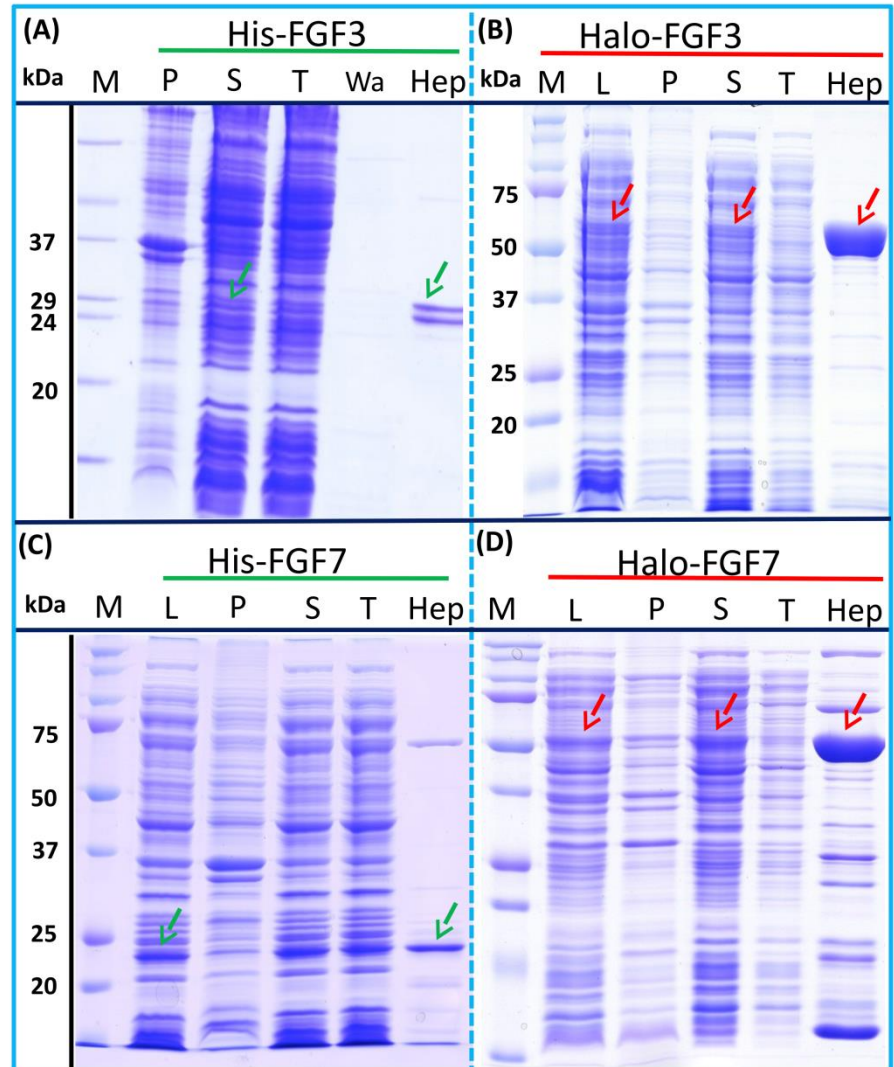 (A) His-FGF3
kDa M P S T Wa Hep
37
29
24
20
(B) Halo-FGF3
M L P S T Hep
75
50
37
25
20
(C) His-FGF7
kDa M L P S T Hep
75
50
37
25
20
(D) Halo-FGF7
M L P S T Hep